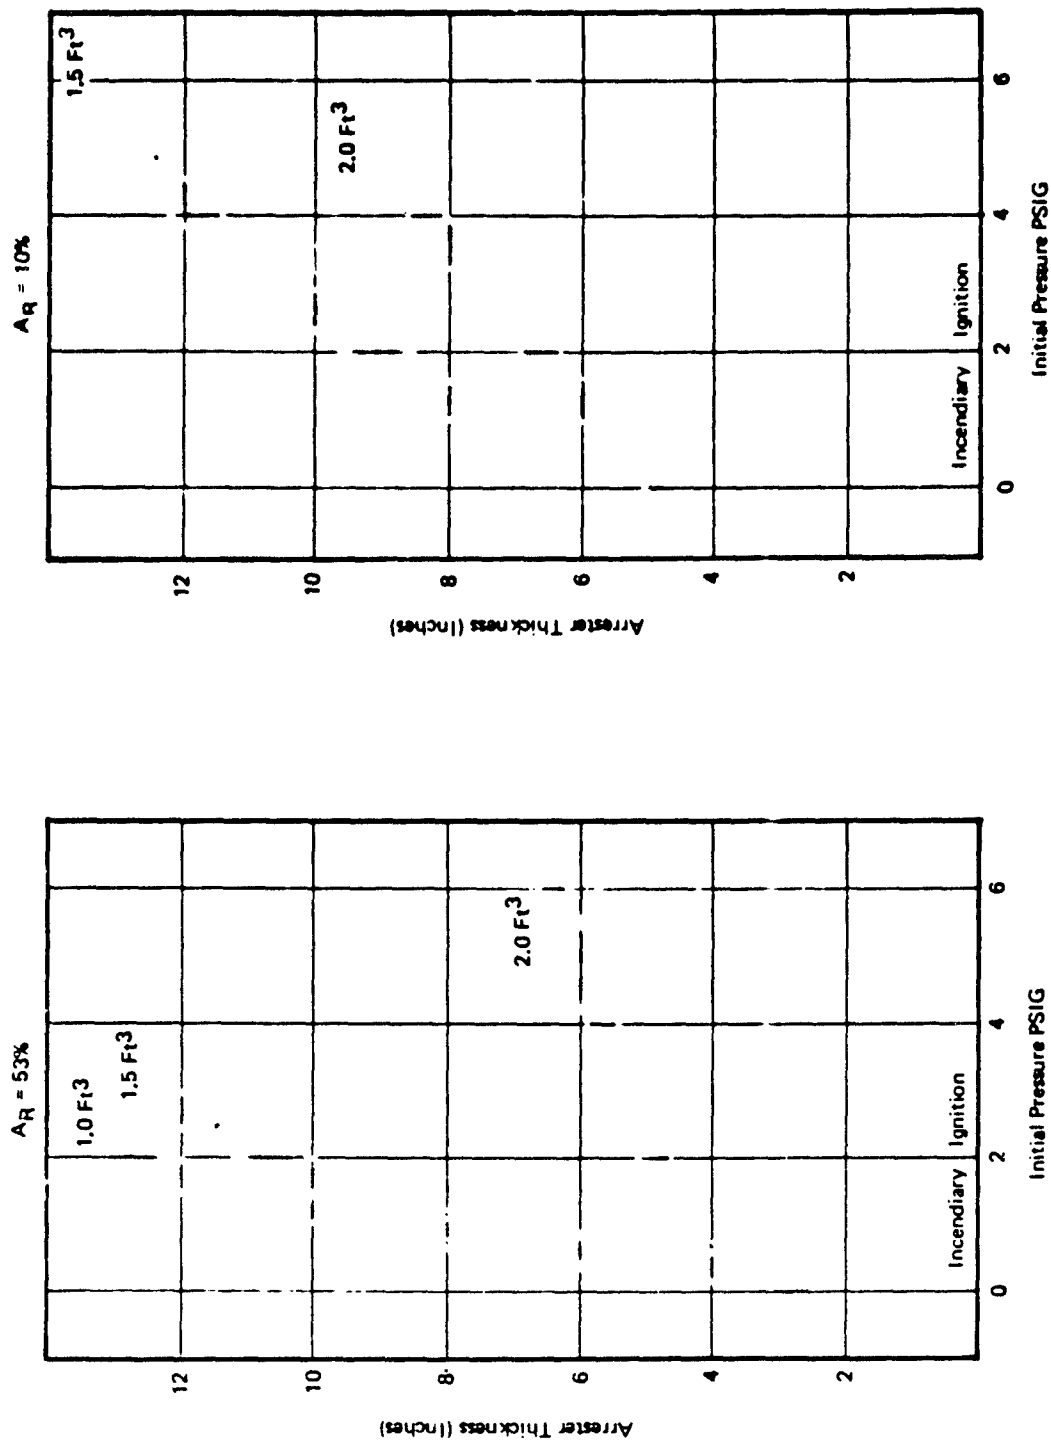 A_R = 53%
1.0 Ft³
1.5 Ft³
2.0 Ft³
Arrester Thickness (Inches)
12
10
8
6
4
2
Incendiary Ignition
0
2
4
6
Initial Pressure PSIG
A_R = 10%
1.5 Ft³
2.0 Ft³
Arrester Thickness (Inches)
12
10
8
6
4
2
Incendiary Ignition
0
2
4
6
Initial Pressure PSIG